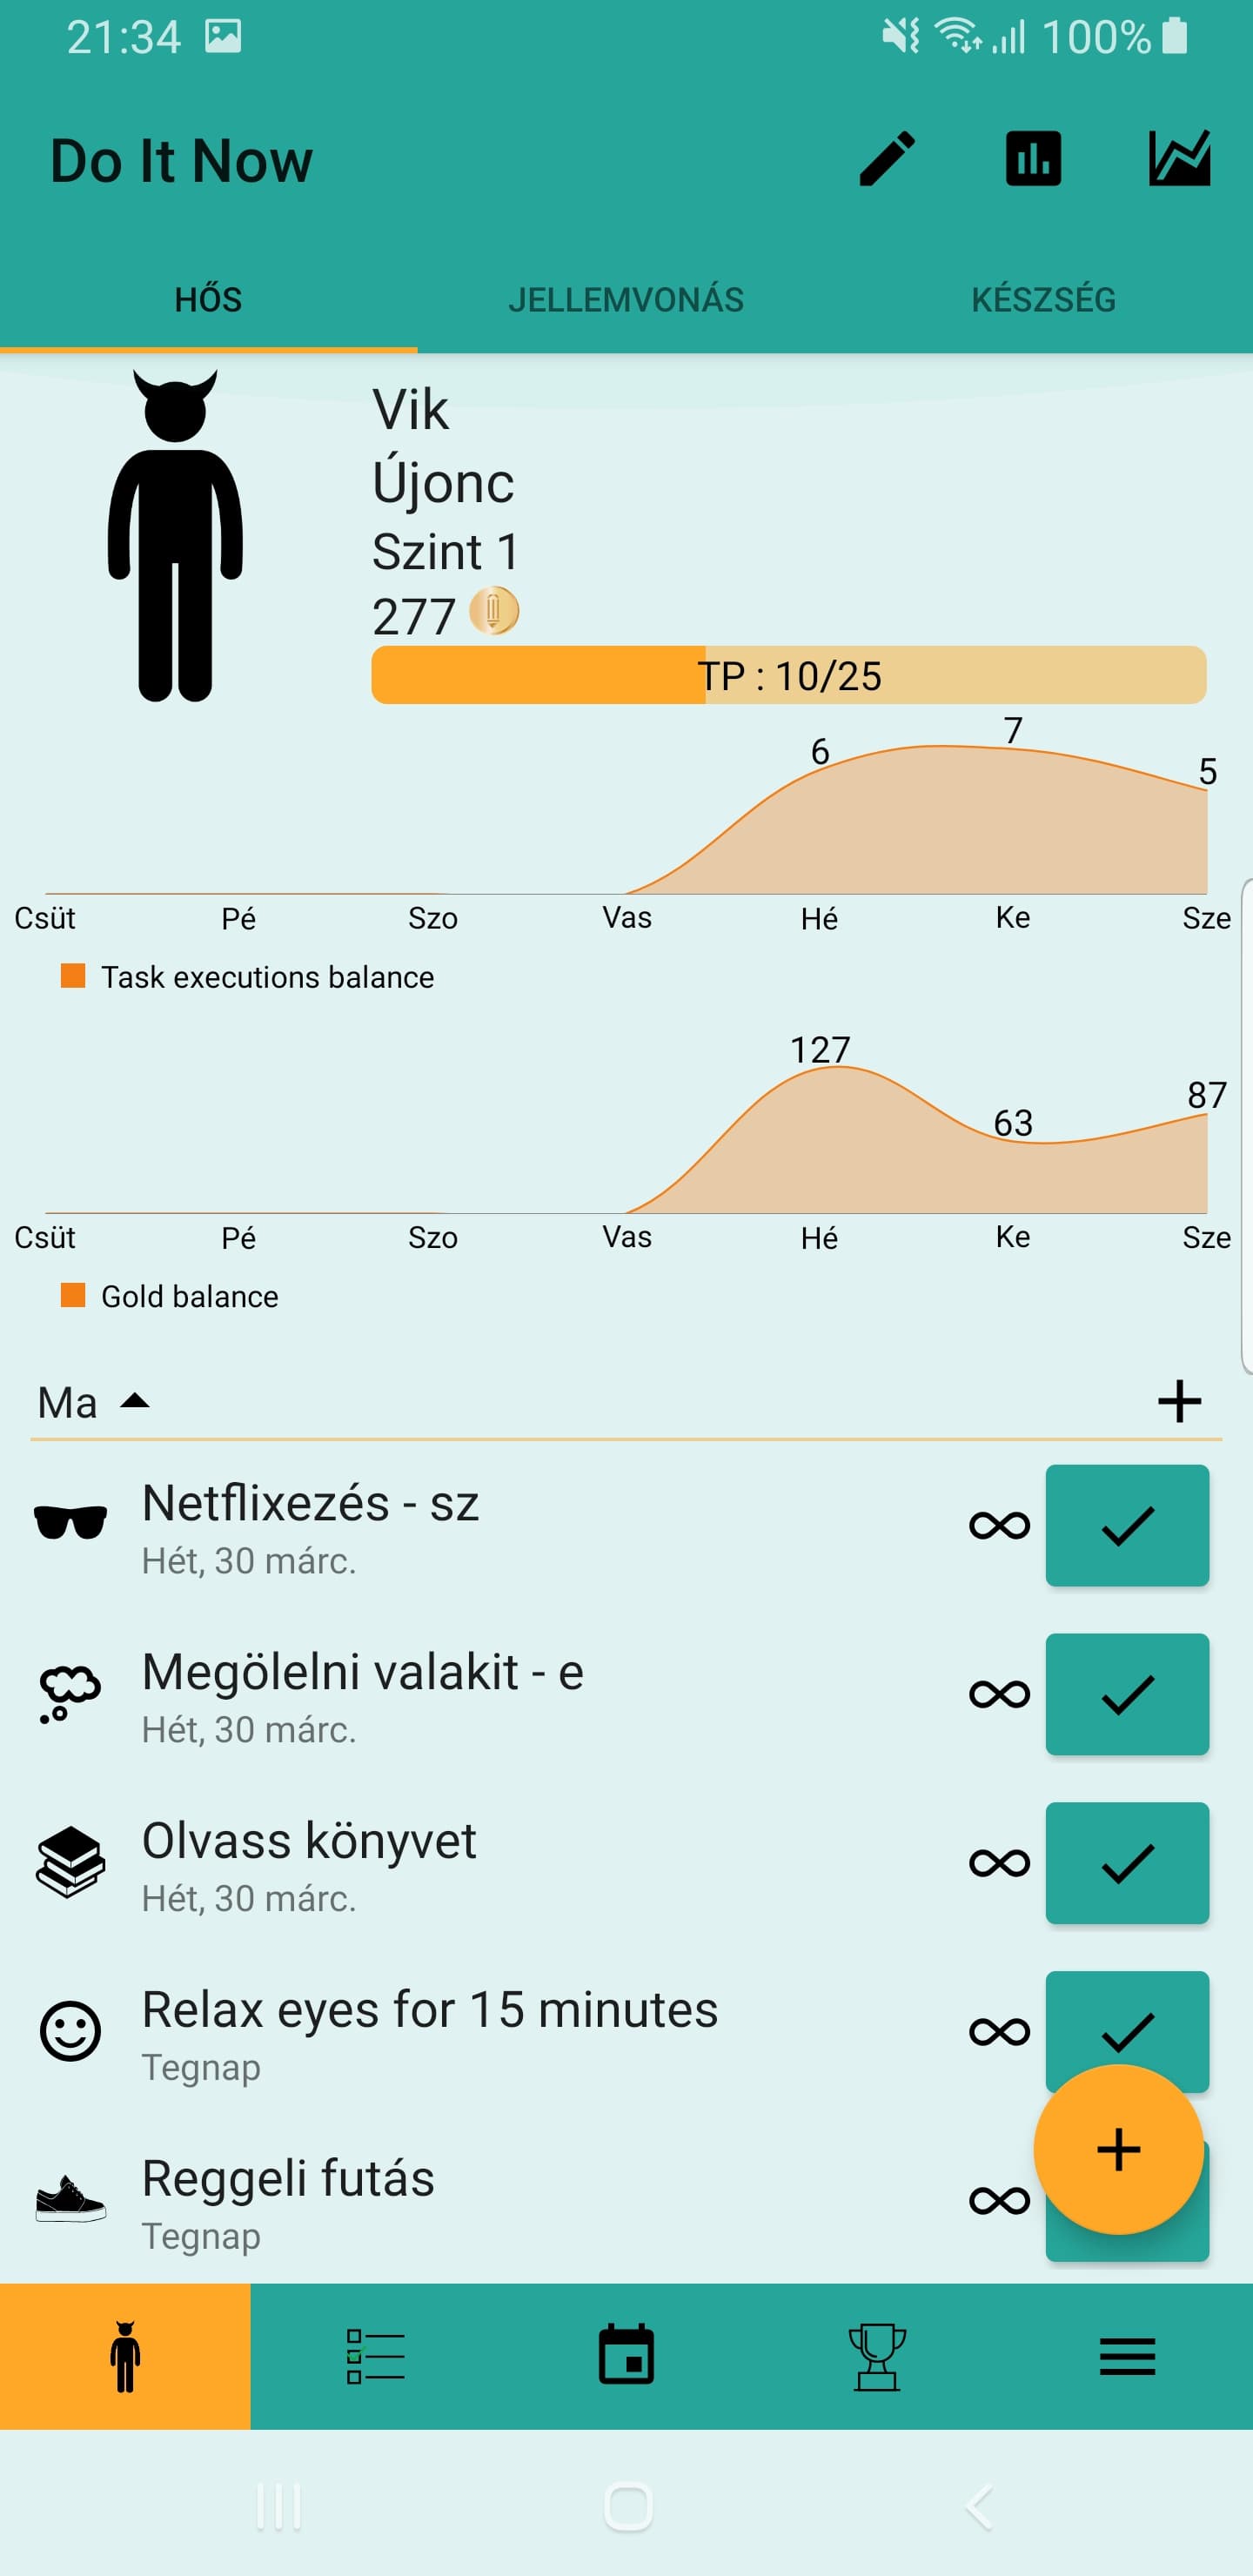 21:34 100%
Do It Now
HŐS JELLEMVONÁS KÉSZSÉG
Vik
Újonc
Szint 1
277
TP : 10/25
6 7 5
Csüt Pé Szo Vas Hé Ke Sze
Task executions balance
127 63 87
Csüt Pé Szo Vas Hé Ke Sze
Gold balance
Ma
Netflixezés - sz
Hét, 30 márc.
Megölelni valakit - e
Hét, 30 márc.
Olvass könyvet
Hét, 30 márc.
Relax eyes for 15 minutes
Tegnap
Reggeli futás
Tegnap